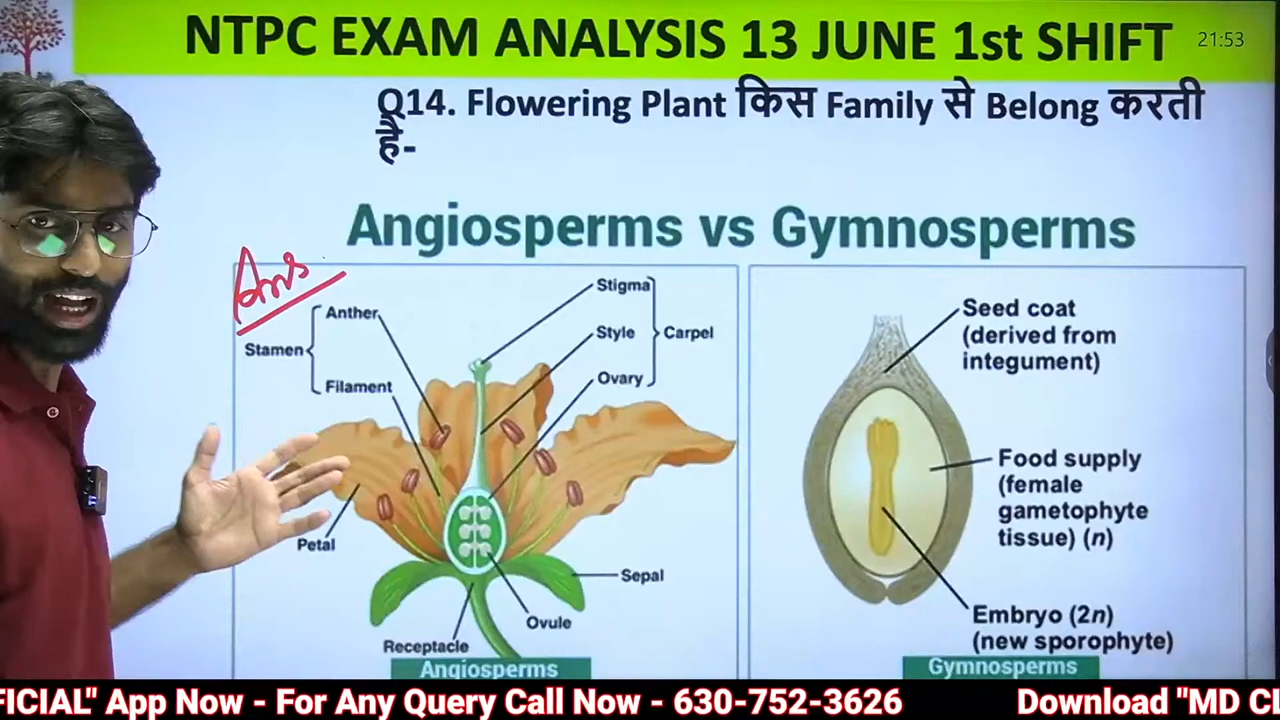 NTPC EXAM ANALYSIS 13 JUNE 1st SHIFT
21:53
Q14. Flowering Plant किस Family से Belong करती
है-
Angiosperms vs Gymnosperms
Ans
Stigma
Anther
Style
Carpel
Stamen
Ovary
Filament
Petal
Sepal
Ovule
Receptacle
Angiosperms
Seed coat
(derived from
integument)
Food supply
(female
gametophyte
tissue) (n)
Embryo (2n)
(new sporophyte)
Gymnosperms
FICIAL" App Now - For Any Query Call Now - 630-752-3626 Download "MD